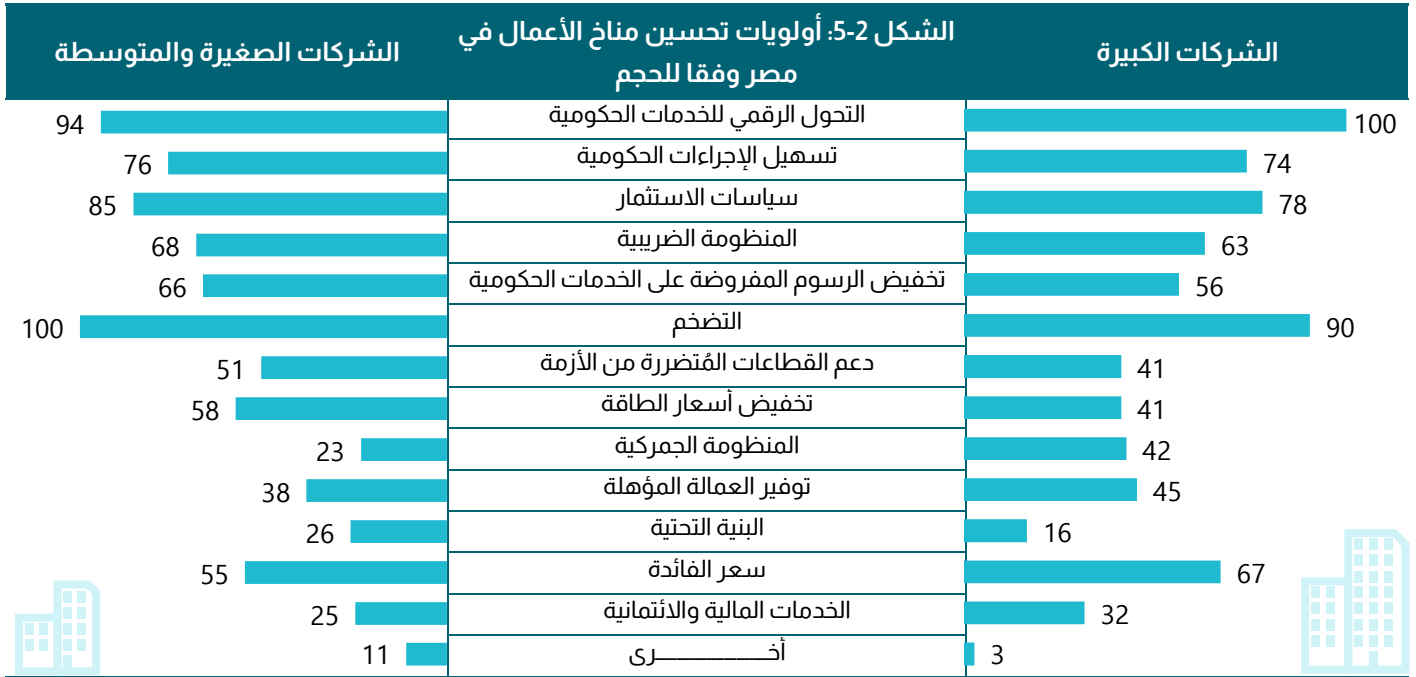 الشركات الكبيرة
الشكل 2-5: أولويات تحسين مناخ الأعمال في
مصر وفقا للحجم
الشركات الصغيرة والمتوسطة
100 التحول الرقمي للخدمات الحكومية 94
74 تسهيل الإجراءات الحكومية 76
78 سياسات الاستثمار 85
63 المنظومة الضريبية 68
56 تخفيض الرسوم المفروضة على الخدمات الحكومية 66
90 التضخم 100
41 دعم القطاعات المُتضررة من الأزمة 51
41 تخفيض أسعار الطاقة 58
42 المنظومة الجمركية 23
45 توفير العمالة المؤهلة 38
16 البنية التحتية 26
67 سعر الفائدة 55
32 الخدمات المالية والائتمانية 25
3 أخـــــــــرى 11